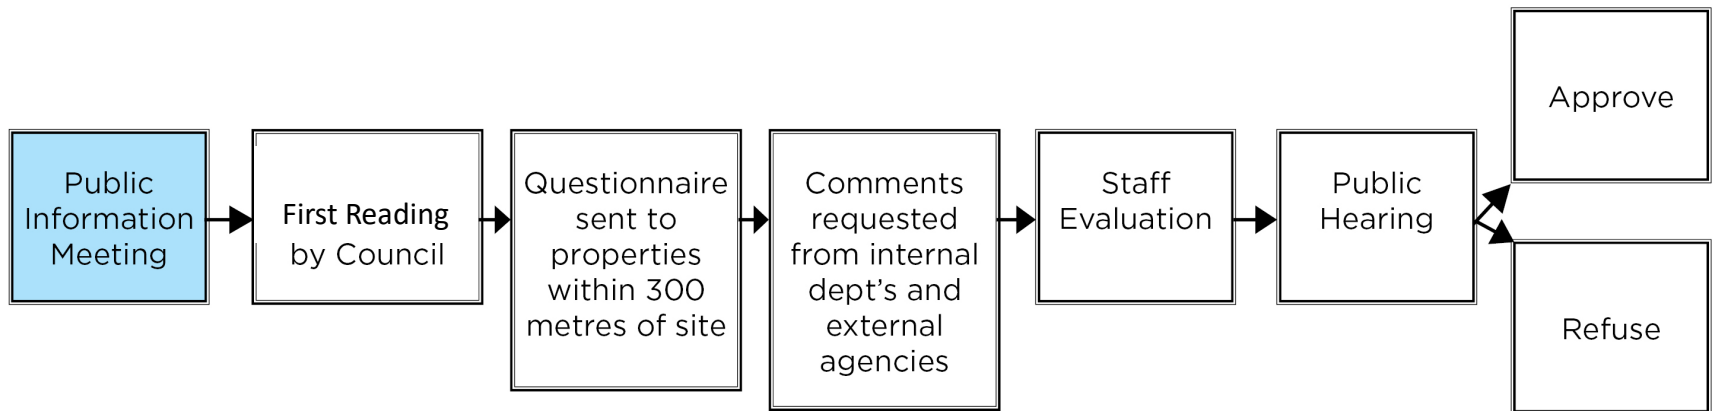 Public
Information
Meeting
First Reading
by Council
Questionnaire
sent to
properties
within 300
metres of site
Comments
requested
from internal
dept’s and
external
agencies
Staff
Evaluation
Public
Hearing
Approve
Refuse